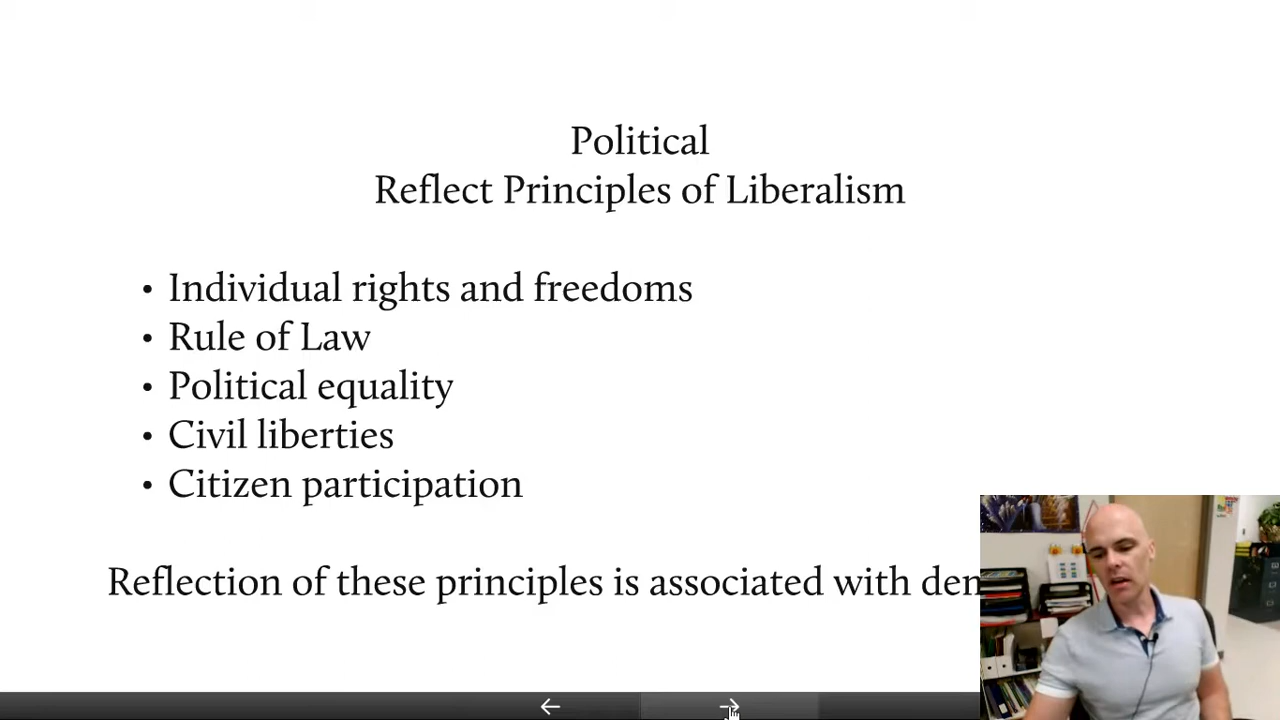 Political
Reflect Principles of Liberalism
• Individual rights and freedoms
• Rule of Law
• Political equality
• Civil liberties
• Citizen participation
Reflection of these principles is associated with